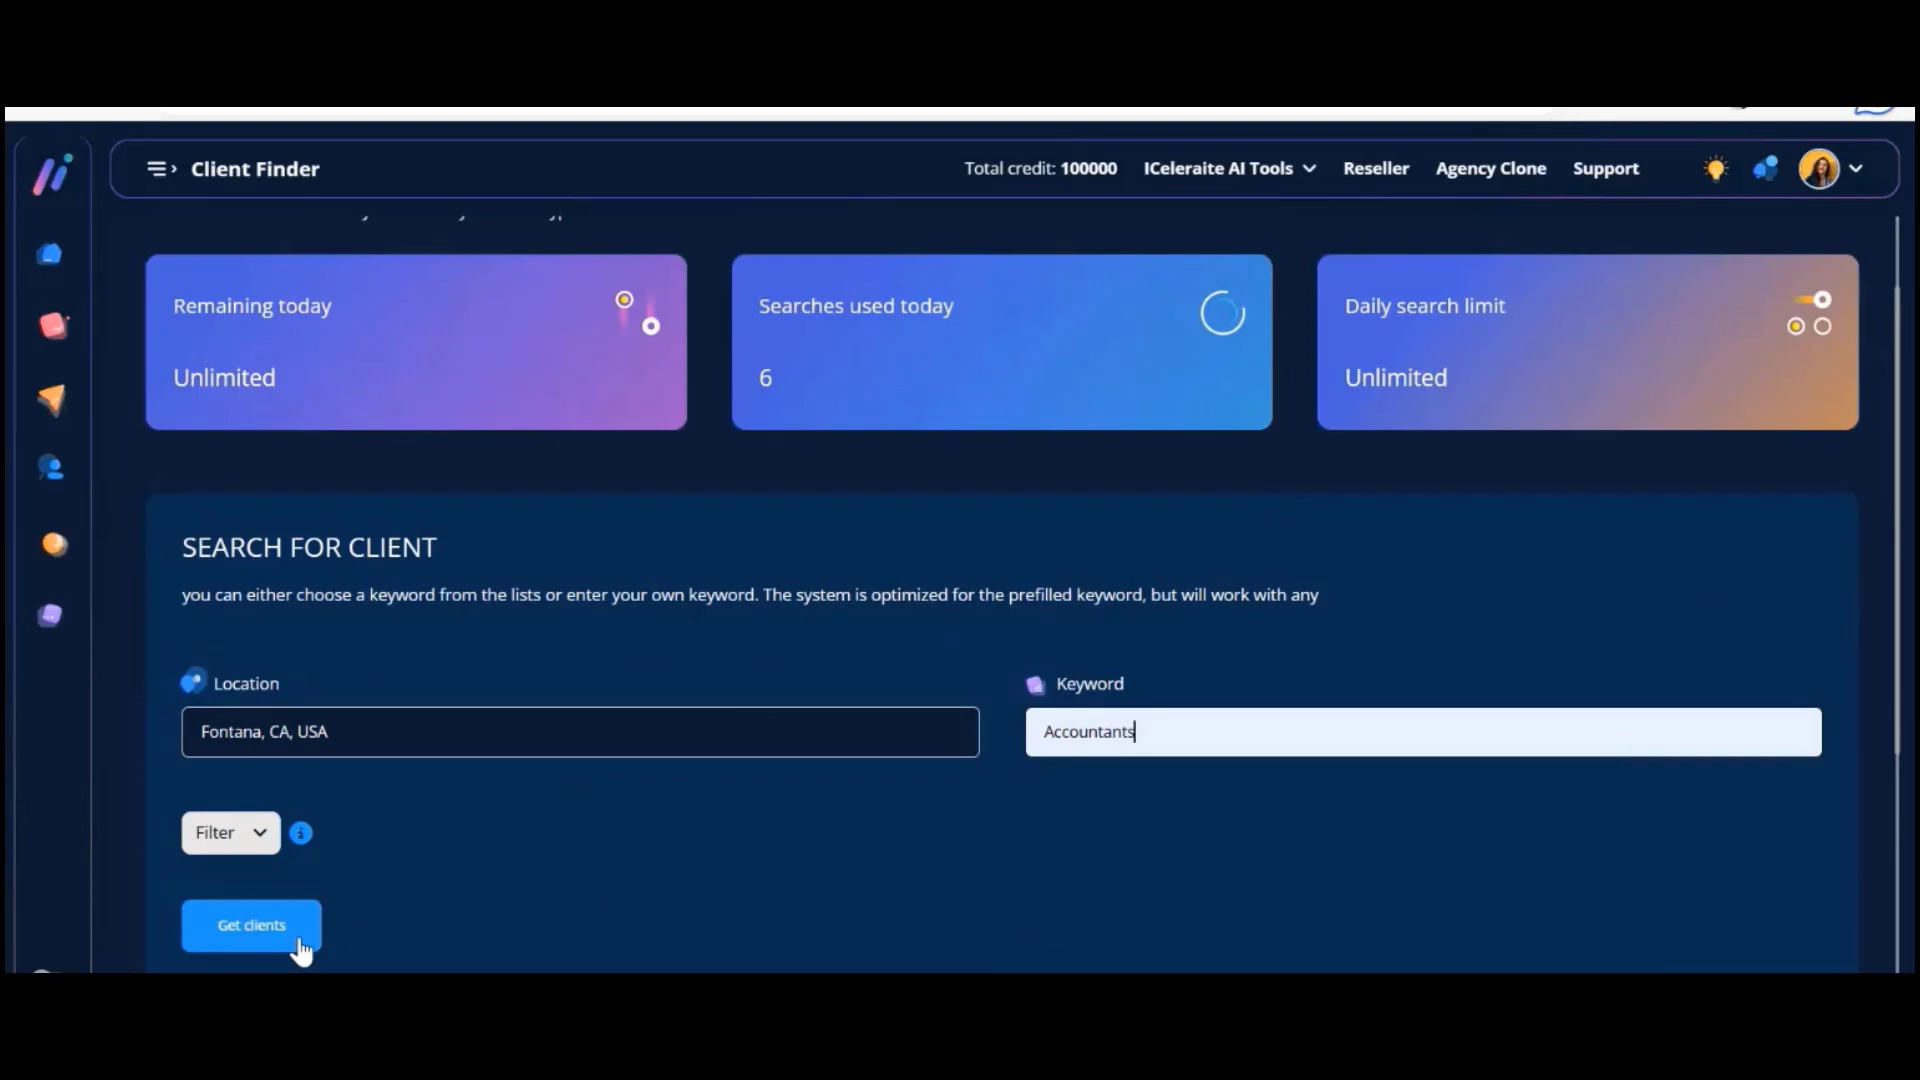 Client Finder
Total credit: 100000
ICeleraite AI Tools
Reseller
Agency Clone
Support
Remaining today
Unlimited
Searches used today
6
Daily search limit
Unlimited
SEARCH FOR CLIENT
you can either choose a keyword from the lists or enter your own keyword. The system is optimized for the prefilled keyword, but will work with any
Location
Keyword
Fontana, CA, USA
Accountants
Filter
Get clients